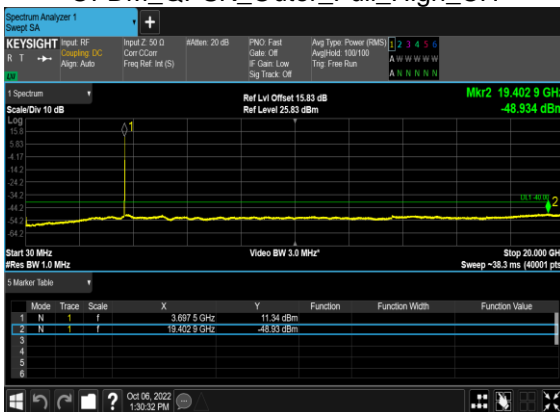 Spectrum Analyzer 1
Swept SA
+
KEYSIGHT
R T
LV
Input: RF
Coupling: DC
Align: Auto
Input Z: 50 Ω
Corr CCorr
Freq Ref: Int (S)
#Atten: 20 dB
PNO: Fast
Gate: Off
IF Gain: Low
Sig Track: Off
Avg Type: Power (RMS)
Avg|Hold: 100/100
Trig: Free Run
1 2 3 4 5 6
A W W W W W
A N N N N N
1 Spectrum
Scale/Div 10 dB
Ref Lvl Offset 15.83 dB
Ref Level 25.83 dBm
Mkr2 19.402 9 GHz
-48.934 dBm
Log
15.8
5.83
-4.17
-14.2
-24.2
-34.2
-44.2
-54.2
-64.2
1
DL1 -40.00
2
Start 30 MHz
#Res BW 1.0 MHz
Video BW 3.0 MHz*
Stop 20.000 GH
Sweep ~38.3 ms (40001 pts
5 Marker Table
Mode Trace Scale X Y Function Function Width Function Value
1 N 1 f 3.697 5 GHz 11.34 dBm
2 N 1 f 19.402 9 GHz -48.93 dBm
3
4
5
6
?
Oct 06, 2022
1:30:32 PM